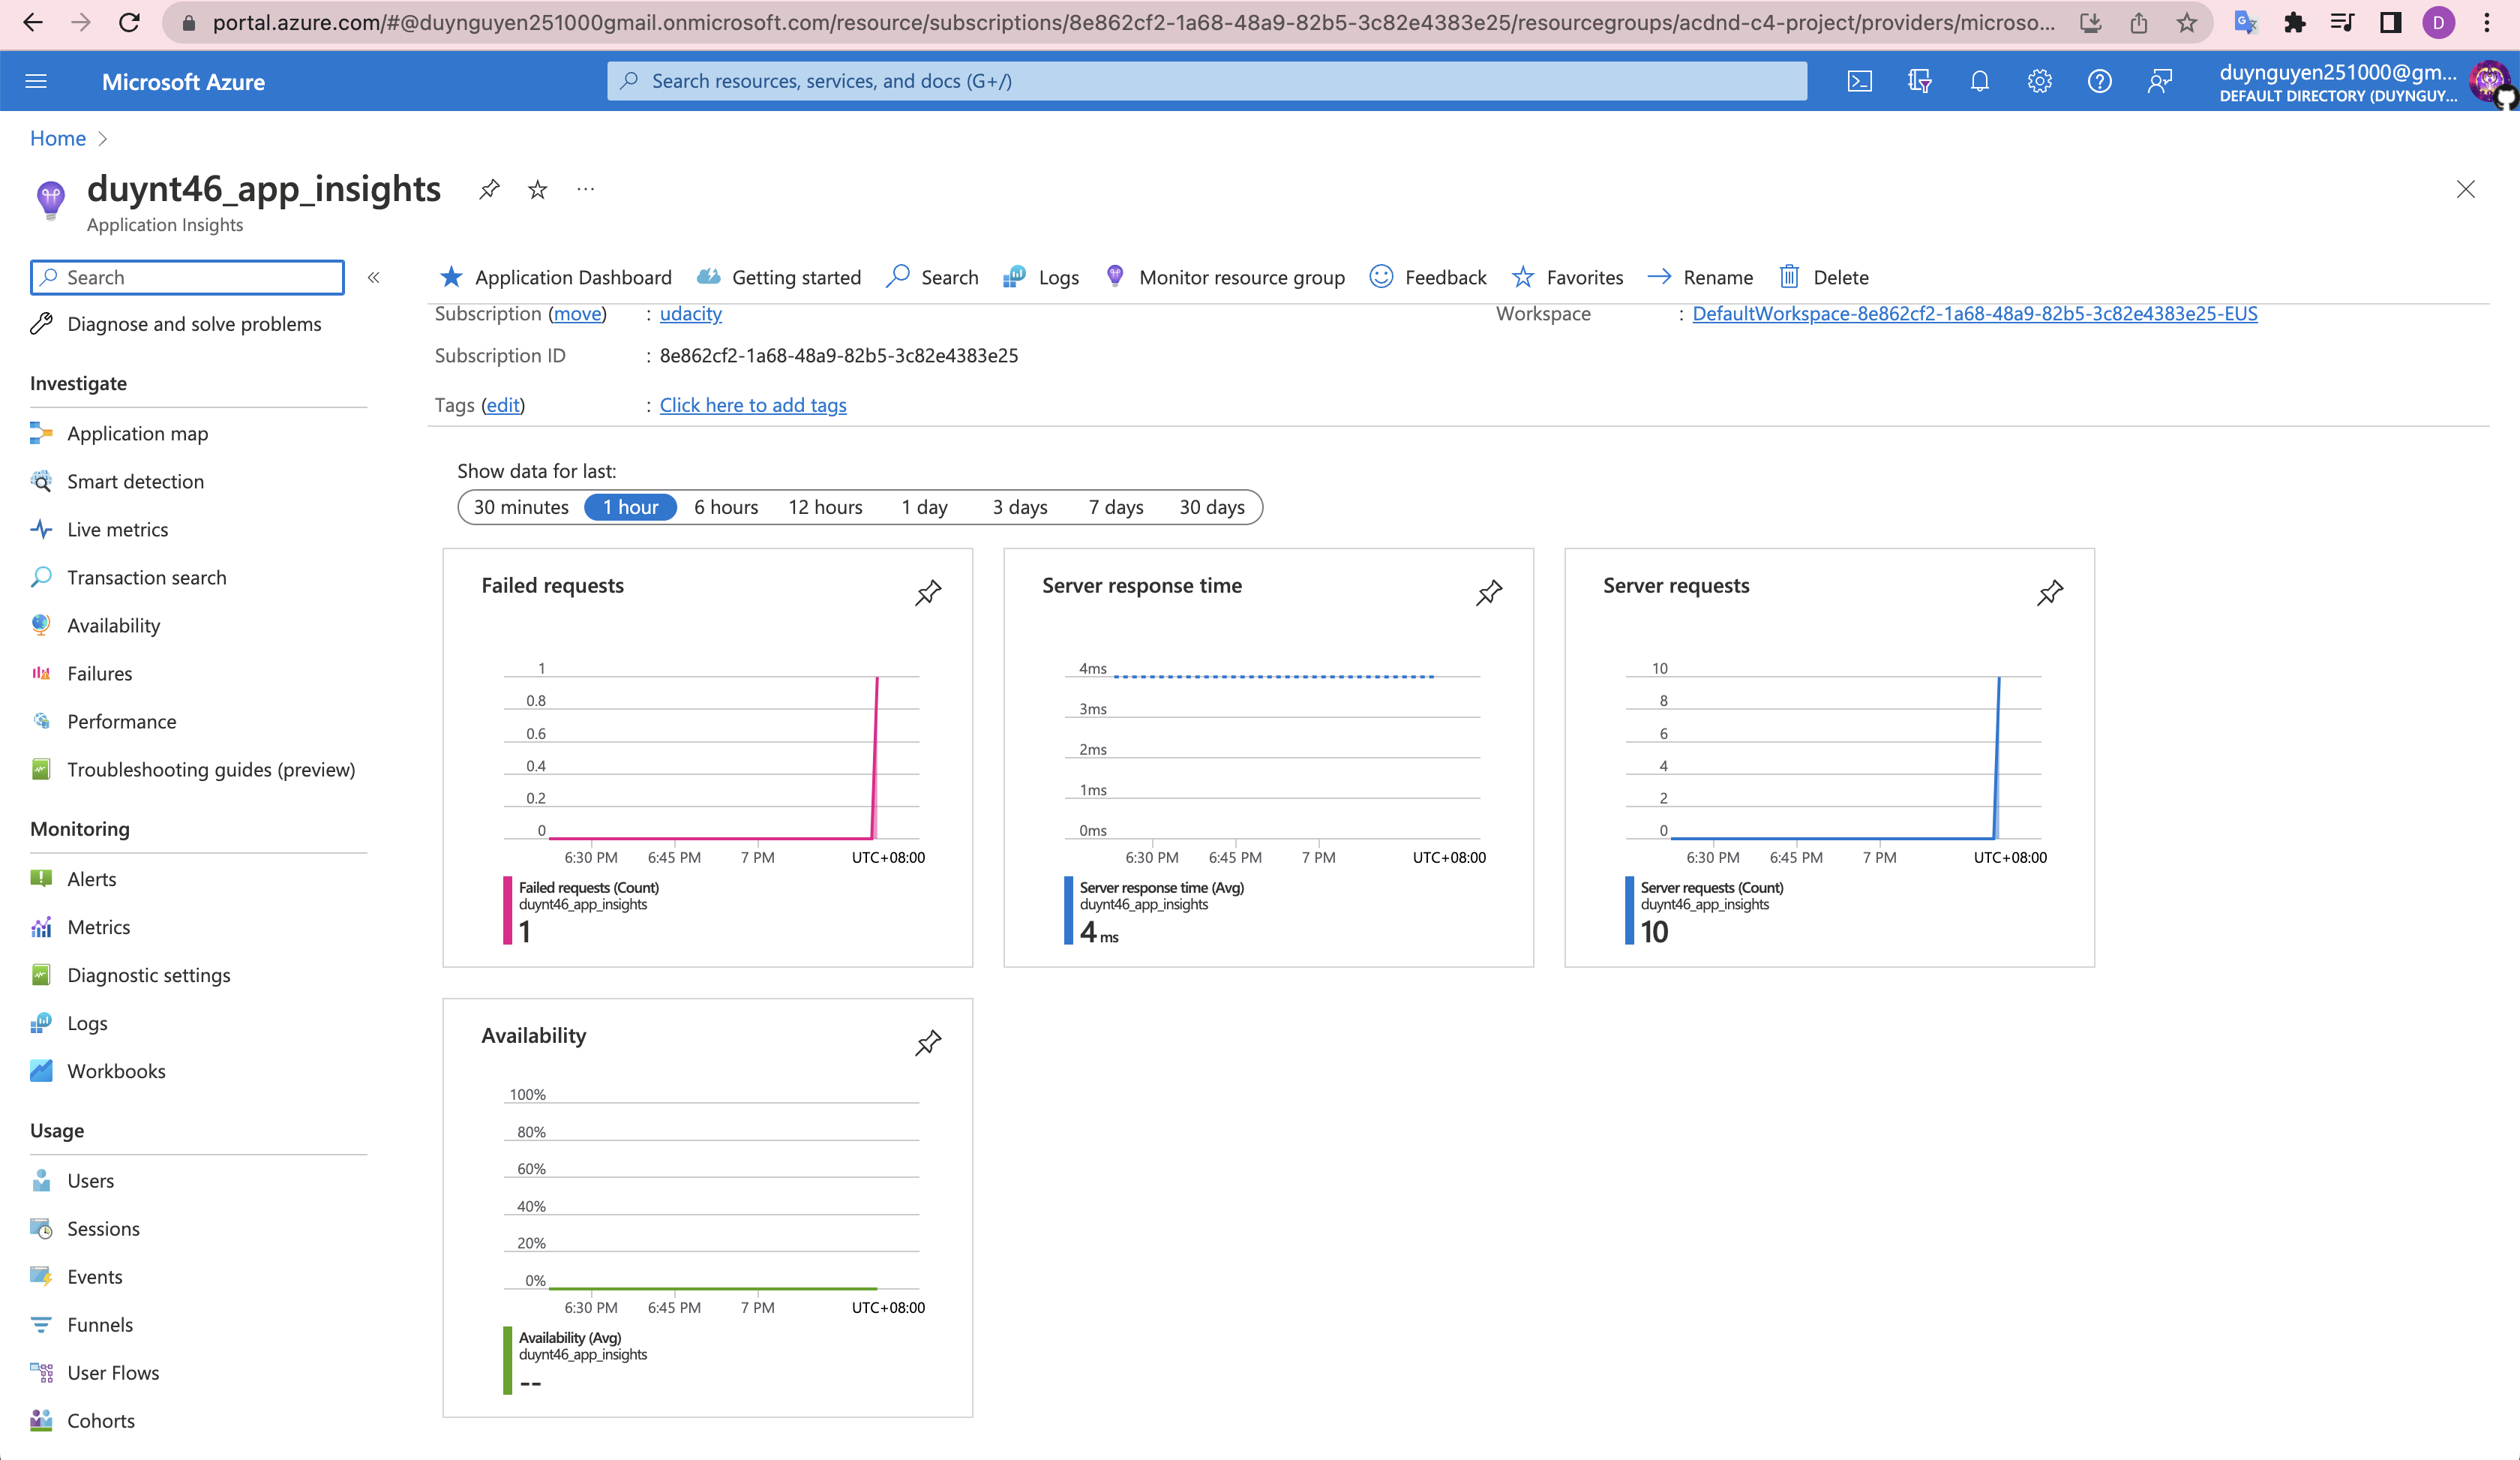 portal.azure.com/#@duynguyen251000gmail.onmicrosoft.com/resource/subscriptions/8e862cf2-1a68-48a9-82b5-3c82e4383e25/resourcegroups/acdnd-c4-project/providers/microso...
D
Microsoft Azure
Search resources, services, and docs (G+/)
duynguyen251000@gm...
DEFAULT DIRECTORY (DUYNGUY...
Home
duynt46_app_insights
Application Insights
Search
Application Dashboard
Getting started
Search
Logs
Monitor resource group
Feedback
Favorites
Rename
Delete
Subscription (move) : udacity
Workspace : DefaultWorkspace-8e862cf2-1a68-48a9-82b5-3c82e4383e25-EUS
Subscription ID : 8e862cf2-1a68-48a9-82b5-3c82e4383e25
Tags (edit) : Click here to add tags
Diagnose and solve problems
Investigate
Application map
Smart detection
Live metrics
Transaction search
Availability
Failures
Performance
Troubleshooting guides (preview)
Monitoring
Alerts
Metrics
Diagnostic settings
Logs
Workbooks
Usage
Users
Sessions
Events
Funnels
User Flows
Cohorts
Show data for last:
30 minutes 1 hour 6 hours 12 hours 1 day 3 days 7 days 30 days
Failed requests
1
0.8
0.6
0.4
0.2
0
6:30 PM 6:45 PM 7 PM UTC+08:00
Failed requests (Count)
duynt46_app_insights
1
Server response time
4ms
3ms
2ms
1ms
0ms
6:30 PM 6:45 PM 7 PM UTC+08:00
Server response time (Avg)
duynt46_app_insights
4 ms
Server requests
10
8
6
4
2
0
6:30 PM 6:45 PM 7 PM UTC+08:00
Server requests (Count)
duynt46_app_insights
10
Availability
100%
80%
60%
40%
20%
0%
6:30 PM 6:45 PM 7 PM UTC+08:00
Availability (Avg)
duynt46_app_insights
--